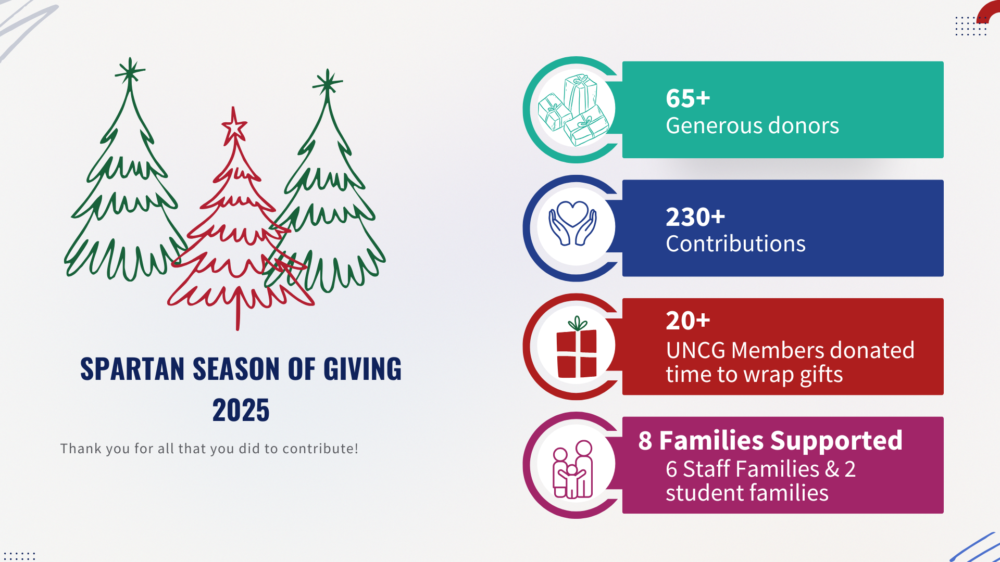 SPARTAN SEASON OF GIVING
2025
Thank you for all that you did to contribute!
65+
Generous donors
230+
Contributions
20+
UNCG Members donated
time to wrap gifts
8 Families Supported
6 Staff Families & 2
student families